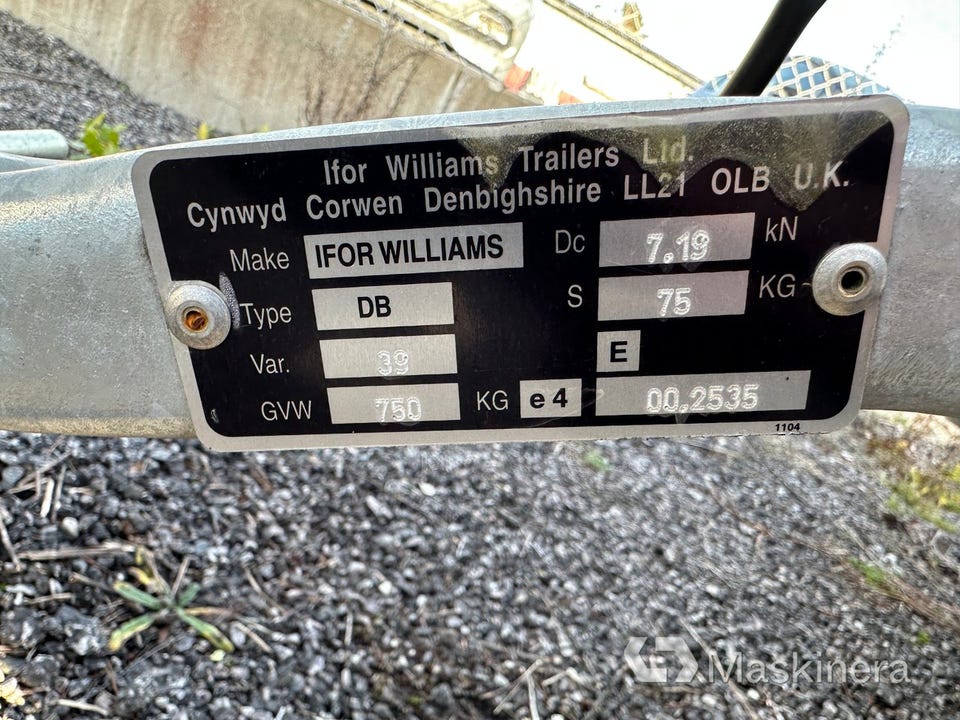 Ifor Williams Trailers Ltd.
Cynwyd Corwen Denbighshire LL21 OLB U.K.
Make IFOR WILLIAMS Dc 7.19 kN
Type DB S 75 KG
Var. 39 E
GVW 750 KG e4 00,2535
1104
Maskinera